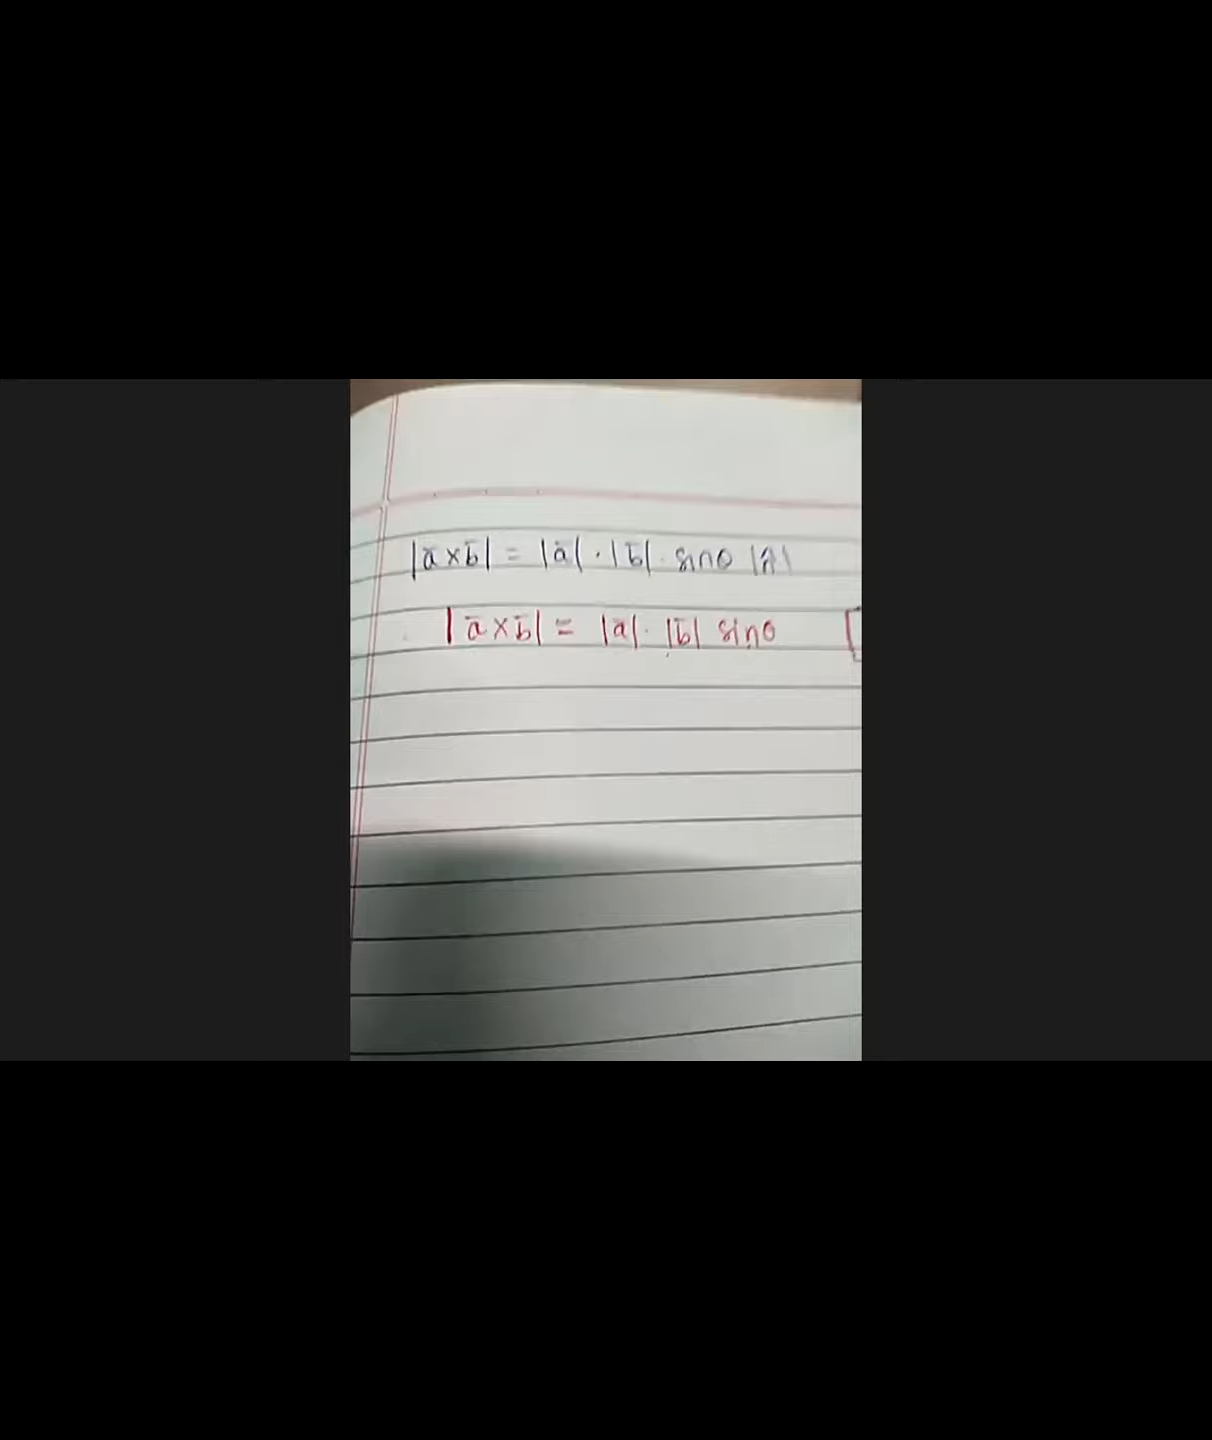 |a̅ x b̅| = |a̅| · |b̅| · sinθ |n̂|
|a̅ x b̅| = |a̅| · |b̅| sinθ [